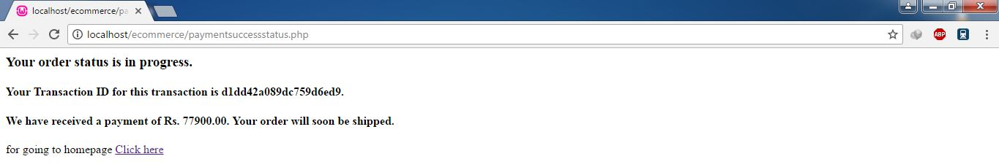 localhost/ecommerce/pa
localhost/ecommerce/paymentsuccessstatus.php
ABP
Your order status is in progress.
Your Transaction ID for this transaction is d1dd42a089dc759d6ed9.
We have received a payment of Rs. 77900.00. Your order will soon be shipped.
for going to homepage Click here